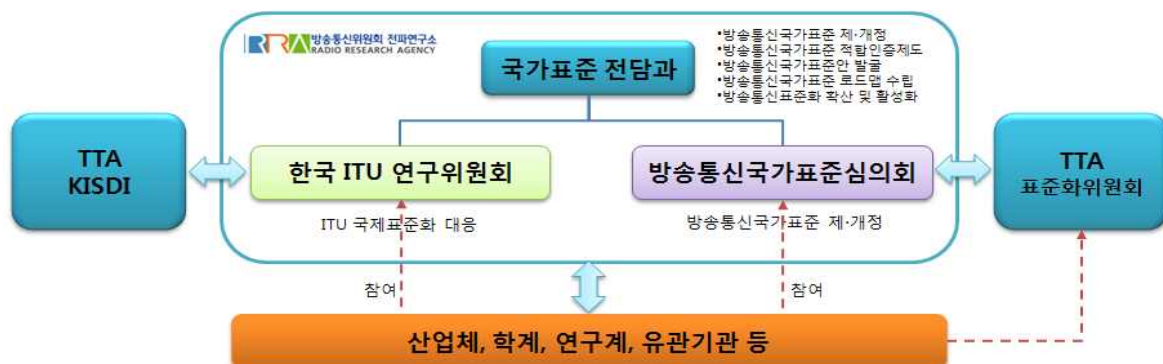 RRA 방송통신위원회 전파연구소
RADIO RESEARCH AGENCY
국가표준 전담과
•방송통신국가표준 제·개정
•방송통신국가표준 적합인증제도
•방송통신국가표준안 발굴
•방송통신국가표준 로드맵 수립
•방송통신표준화 확산 및 활성화
TTA
KISDI
한국 ITU 연구위원회
방송통신국가표준심의회
TTA
표준화위원회
ITU 국제표준화 대응
방송통신국가표준 제·개정
참여
참여
산업체, 학계, 연구계, 유관기관 등